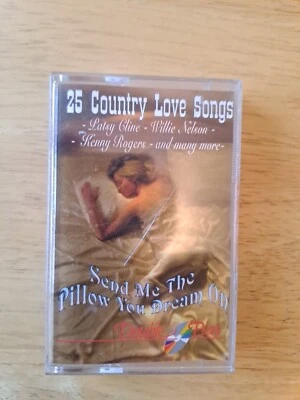 25 Country Love Songs
- Patsy Cline - Willie Nelson -
- Kenny Rogers - and many more-
Send Me The
Pillow You Dream On